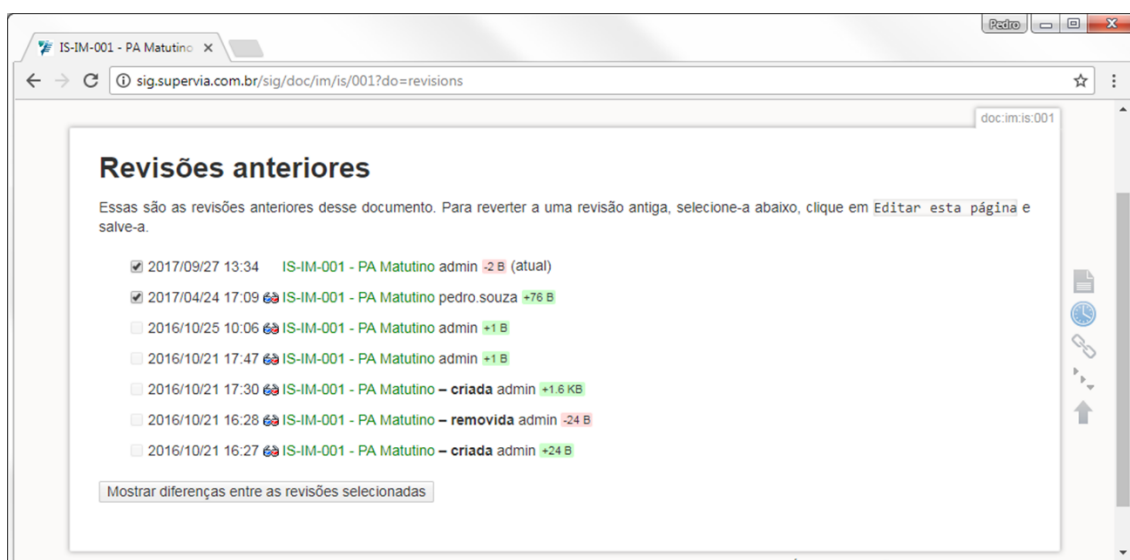 Pedro
IS-IM-001 - PA Matutino
sig.supervia.com.br/sig/doc/im/is/001?do=revisions
doc:im:is:001
Revisões anteriores
Essas são as revisões anteriores desse documento. Para reverter a uma revisão antiga, selecione-a abaixo, clique em Editar esta página e
salve-a.
2017/09/27 13:34 IS-IM-001 - PA Matutino admin -2 B (atual)
2017/04/24 17:09 IS-IM-001 - PA Matutino pedro.souza +76 B
2016/10/25 10:06 IS-IM-001 - PA Matutino admin +1 B
2016/10/21 17:47 IS-IM-001 - PA Matutino admin +1 B
2016/10/21 17:30 IS-IM-001 - PA Matutino – criada admin +1.6 KB
2016/10/21 16:28 IS-IM-001 - PA Matutino – removida admin -24 B
2016/10/21 16:27 IS-IM-001 - PA Matutino – criada admin +24 B
Mostrar diferenças entre as revisões selecionadas